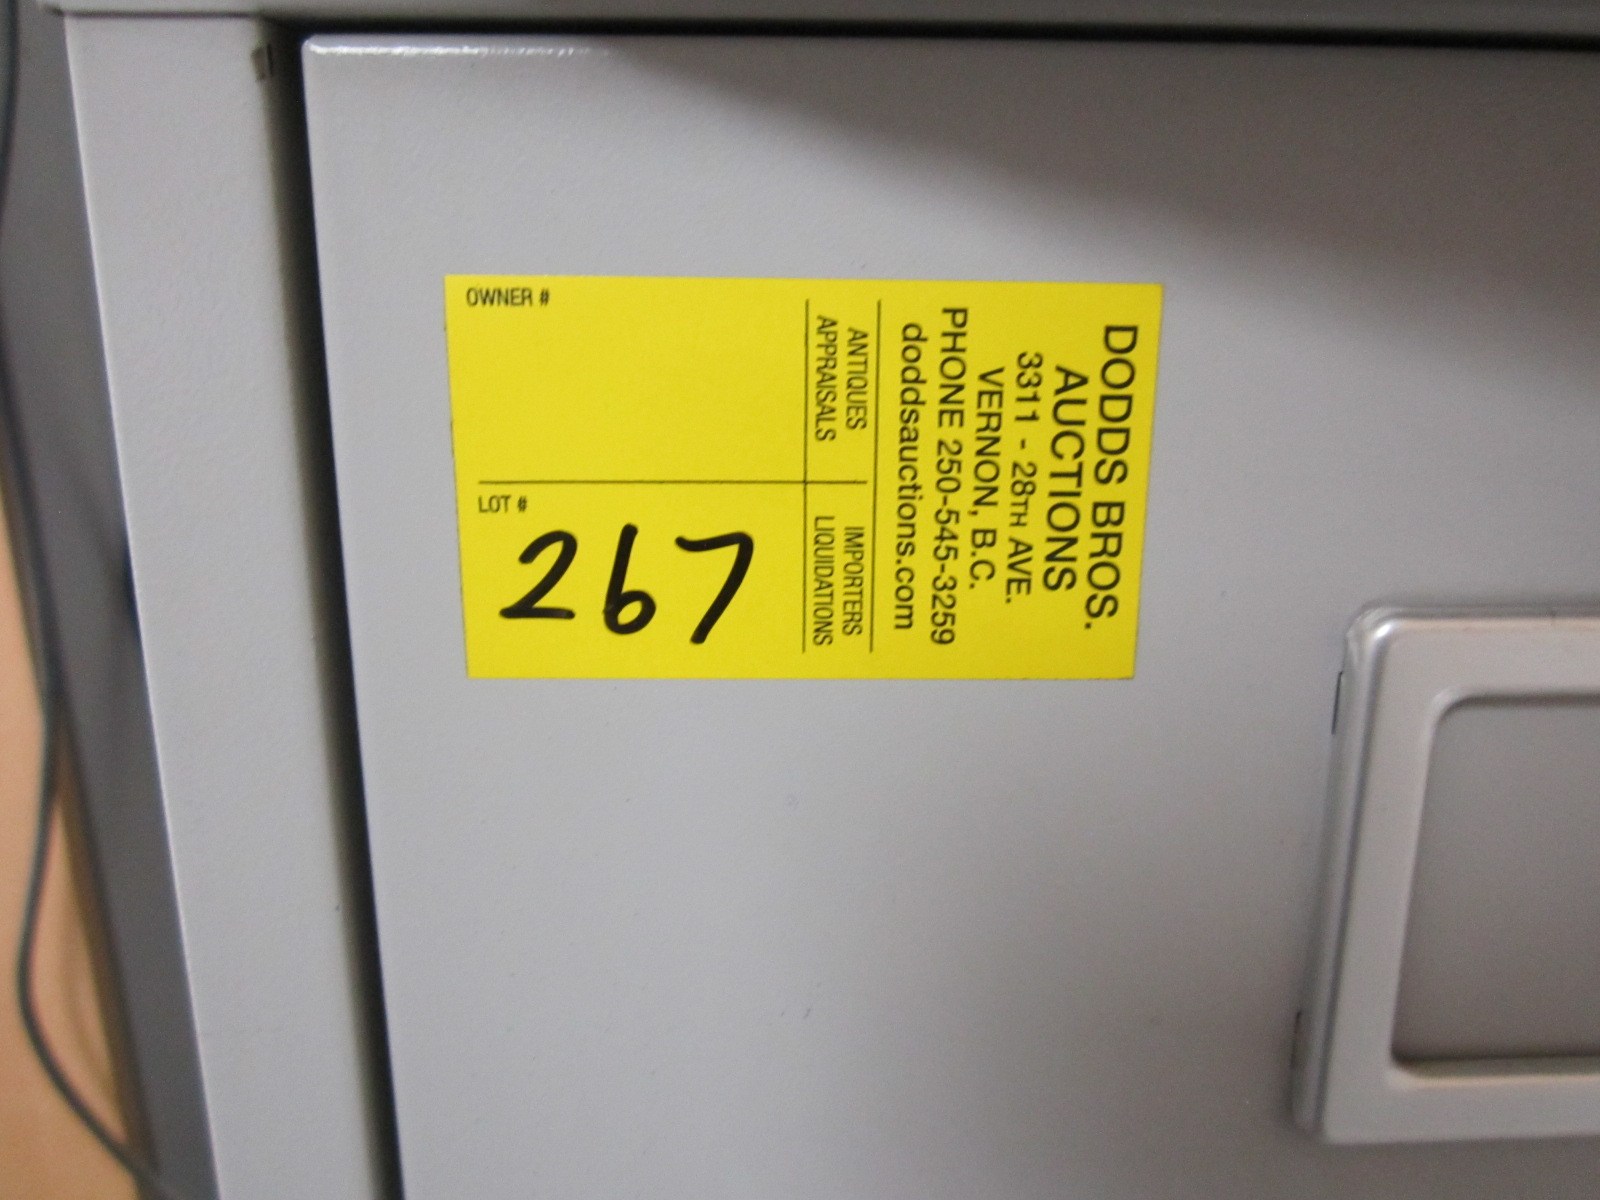 OWNER #
LOT #
267
ANTIQUES
APPRAISALS
IMPORTERS
LIQUIDATIONS
DODDS BROS.
AUCTIONS
3311 - 28TH AVE.
VERNON, B.C.
PHONE 250-545-3259
doddsauctions.com